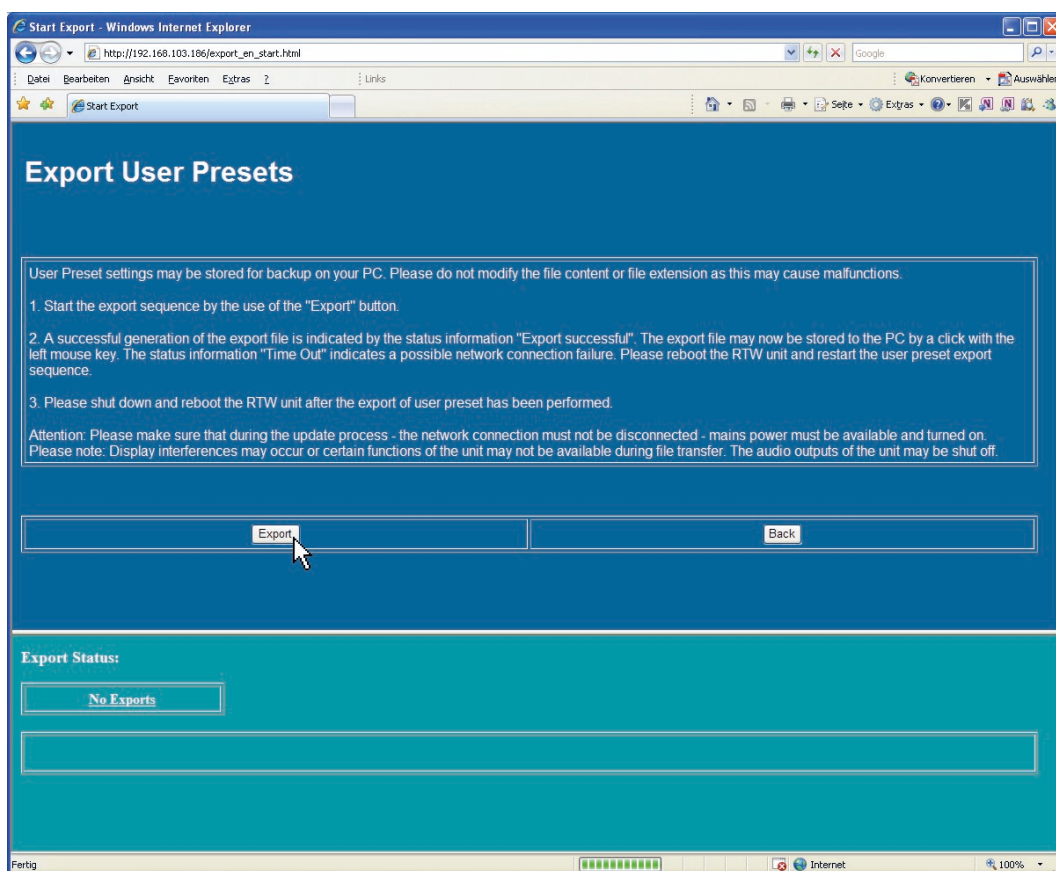 Start Export - Windows Internet Explorer
http://192.168.103.186/export_en_start.html
Google
Datei Bearbeiten Ansicht Favoriten Extras ?
Links
Konvertieren
Auswählen
Start Export
Seite
Extras
Export User Presets
User Preset settings may be stored for backup on your PC. Please do not modify the file content or file extension as this may cause malfunctions.
1. Start the export sequence by the use of the "Export" button.
2. A successful generation of the export file is indicated by the status information "Export successful". The export file may now be stored to the PC by a click with the
left mouse key. The status information "Time Out" indicates a possible network connection failure. Please reboot the RTW unit and restart the user preset export
sequence.
3. Please shut down and reboot the RTW unit after the export of user preset has been performed.
Attention: Please make sure that during the update process - the network connection must not be disconnected - mains power must be available and turned on.
Please note: Display interferences may occur or certain functions of the unit may not be available during file transfer. The audio outputs of the unit may be shut off.
Export
Back
Export Status:
No Exports
Fertig
Internet
100%